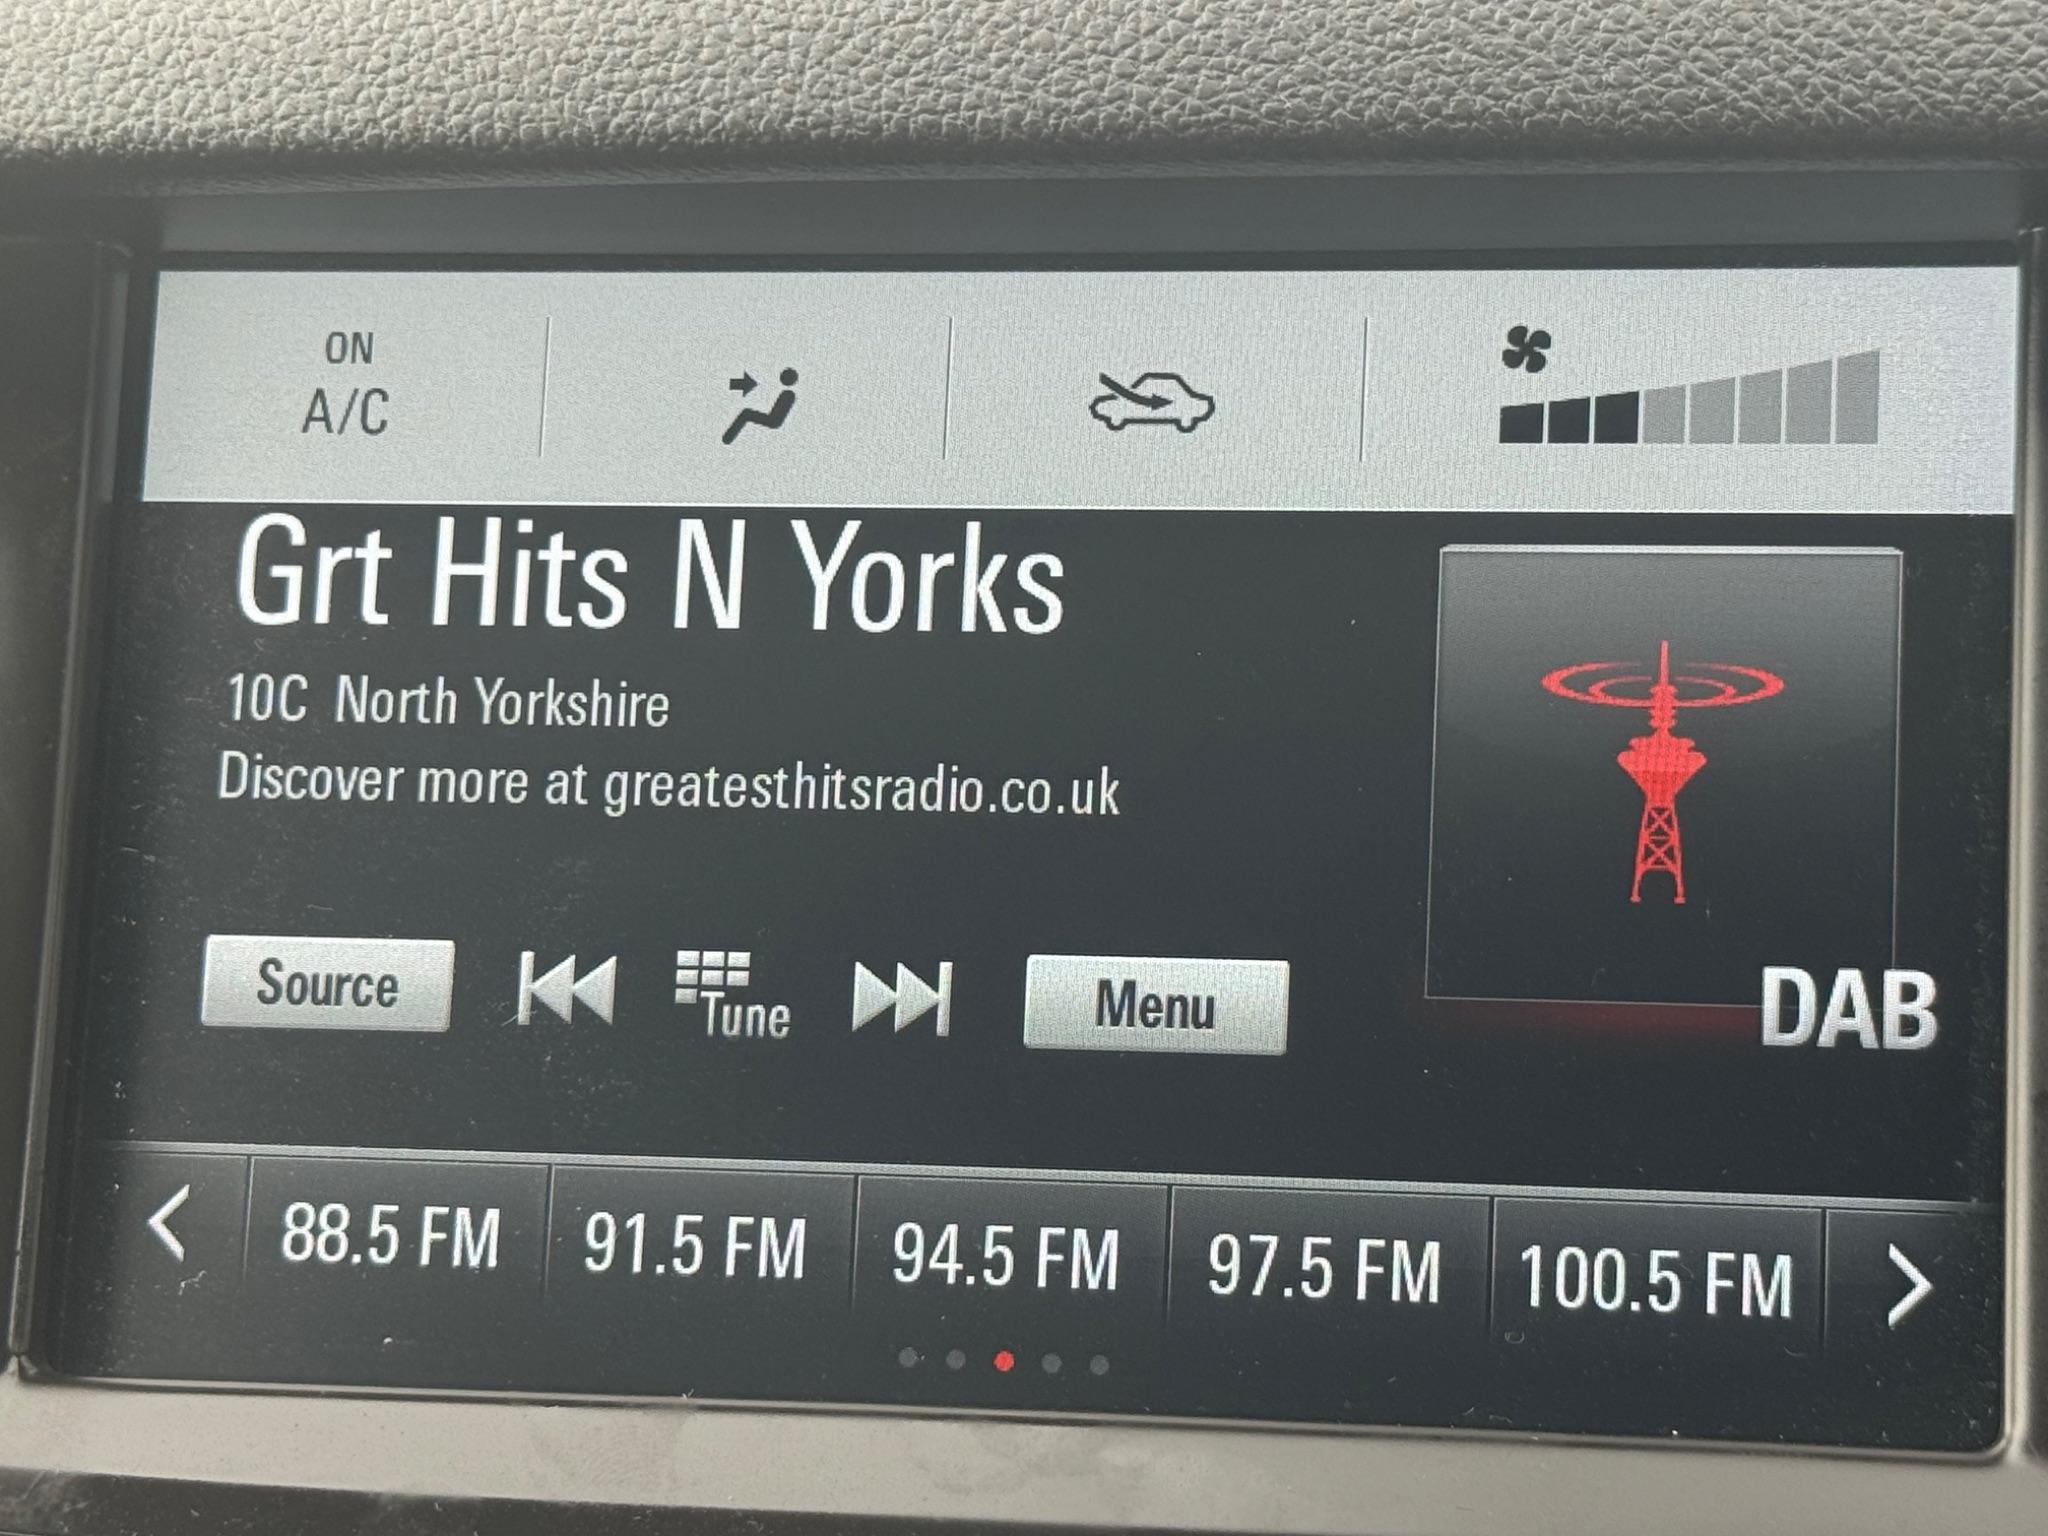 ON
A/C
Grt Hits N Yorks
10C North Yorkshire
Discover more at greatesthitsradio.co.uk
Source
Tune
Menu
DAB
88.5 FM
91.5 FM
94.5 FM
97.5 FM
100.5 FM